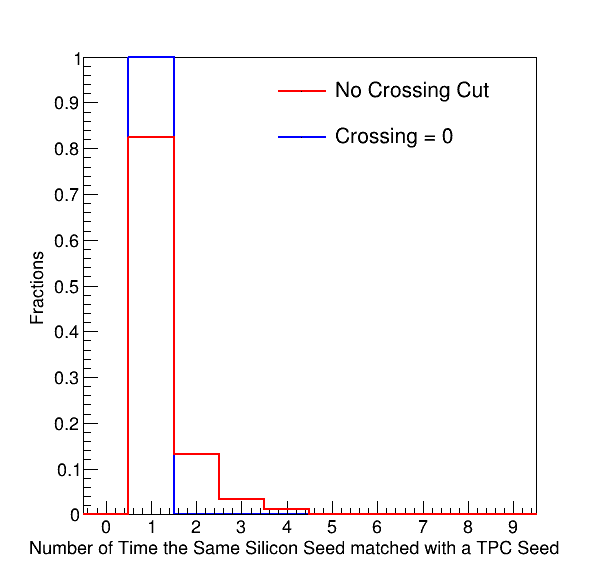 1
No Crossing Cut
0.9
Crossing = 0
0.8
0.7
0.6
0.5
Fractions
0.4
0.3
0.2
0.1
0
0 1 2 3 4 5 6 7 8 9
Number of Time the Same Silicon Seed matched with a TPC Seed